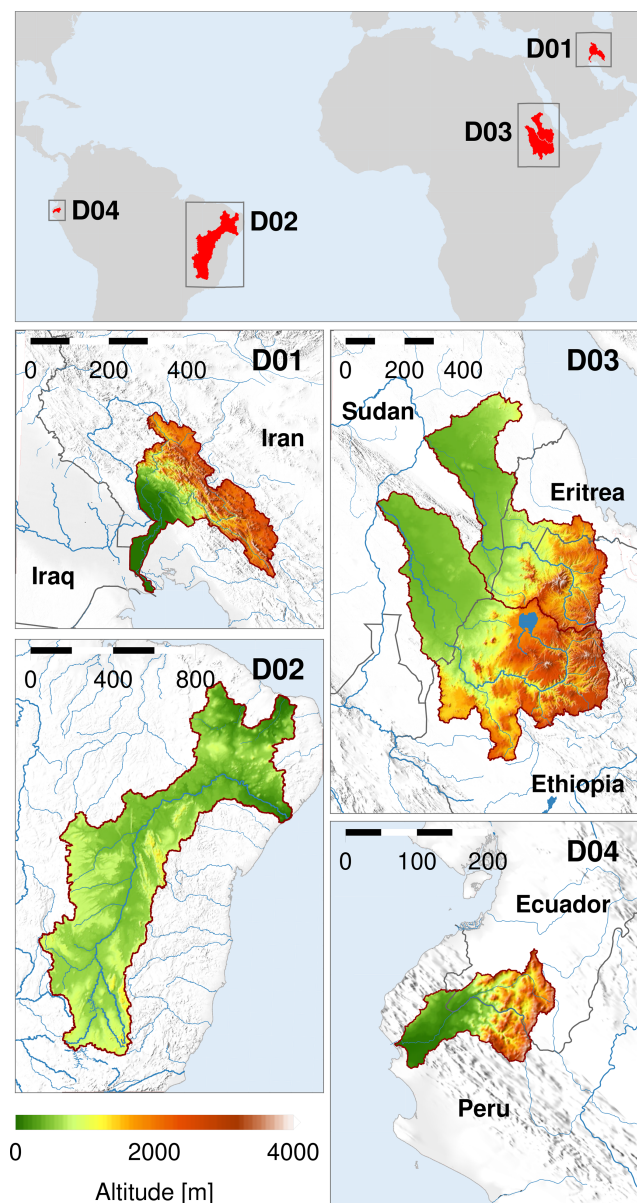 D01
D03
D04
D02
0 200 400
D01
Iran
Iraq
0 200 400
D03
Sudan
Eritrea
Ethiopia
0 400 800
D02
0 100 200
D04
Ecuador
Peru
0 2000 4000
Altitude [m]